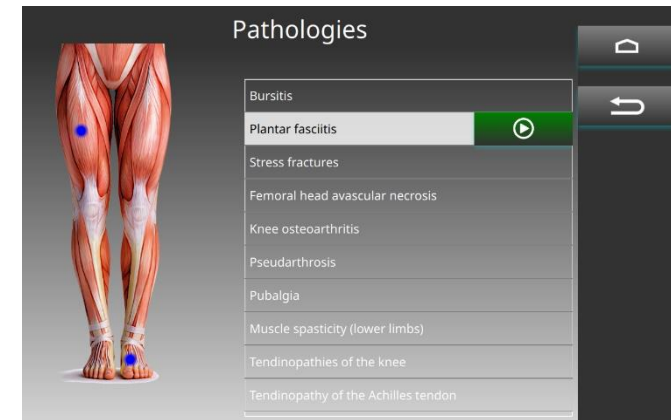 Pathologies
Bursitis
Plantar fasciitis
Stress fractures
Femoral head avascular necrosis
Knee osteoarthritis
Pseudarthrosis
Pubalgia
Muscle spasticity (lower limbs)
Tendinopathies of the knee
Tendinopathy of the Achilles tendon